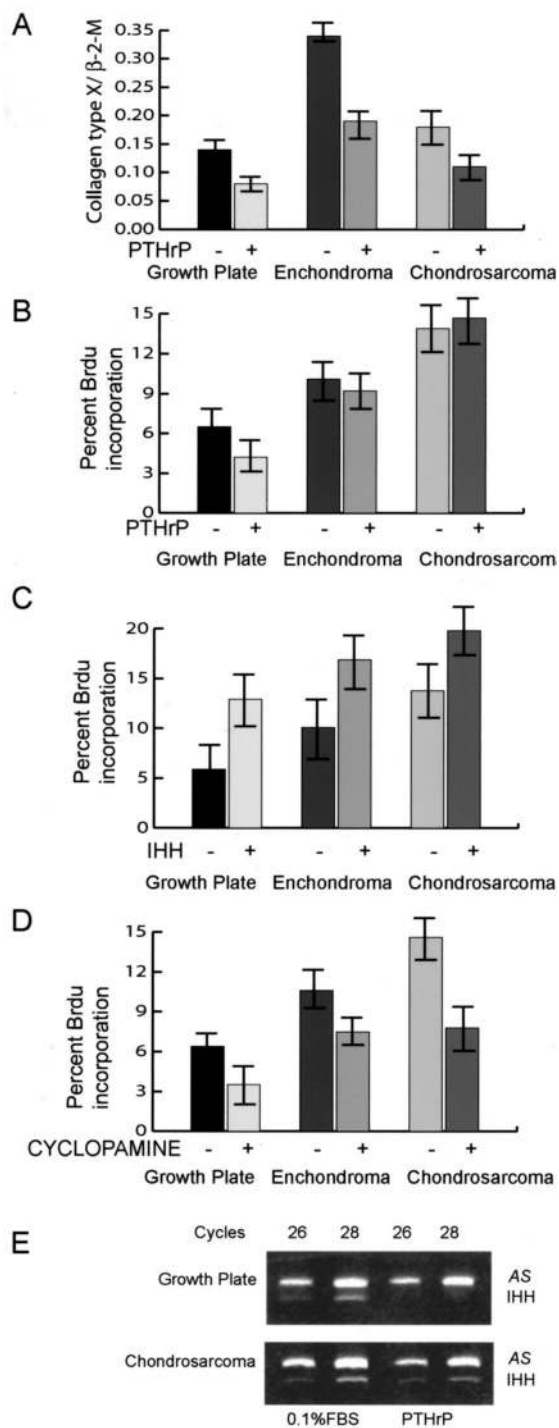 A
Collagen type X/ β-2-M
0.35
0.30
0.25
0.20
0.15
0.10
0.05
0.00
PTHrP - + - + - +
Growth Plate Enchondroma Chondrosarcoma
B
Percent Brdu
incorporation
15
12
9
6
3
0
PTHrP - + - + - +
Growth Plate Enchondroma Chondrosarcoma
C
Percent Brdu
incorporation
20
15
10
5
0
IHH - + - + - +
Growth Plate Enchondroma Chondrosarcoma
D
Percent Brdu
incorporation
15
12
9
6
3
0
CYCLOPAMINE - + - + - +
Growth Plate Enchondroma Chondrosarcoma
E
Cycles 26 28 26 28
Growth Plate AS
IHH
Chondrosarcoma AS
IHH
0.1%FBS PTHrP